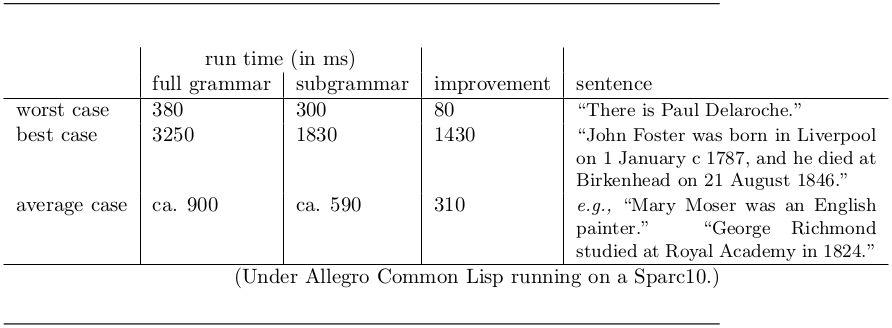 run time (in ms)
full grammar subgrammar improvement sentence
worst case 380 300 80 “There is Paul Delaroche.”
best case 3250 1830 1430 “John Foster was born in Liverpool
on 1 January c 1787, and he died at
Birkenhead on 21 August 1846.”
average case ca. 900 ca. 590 310 e.g., “Mary Moser was an English
painter.” “George Richmond
studied at Royal Academy in 1824.”
(Under Allegro Common Lisp running on a Sparc10.)